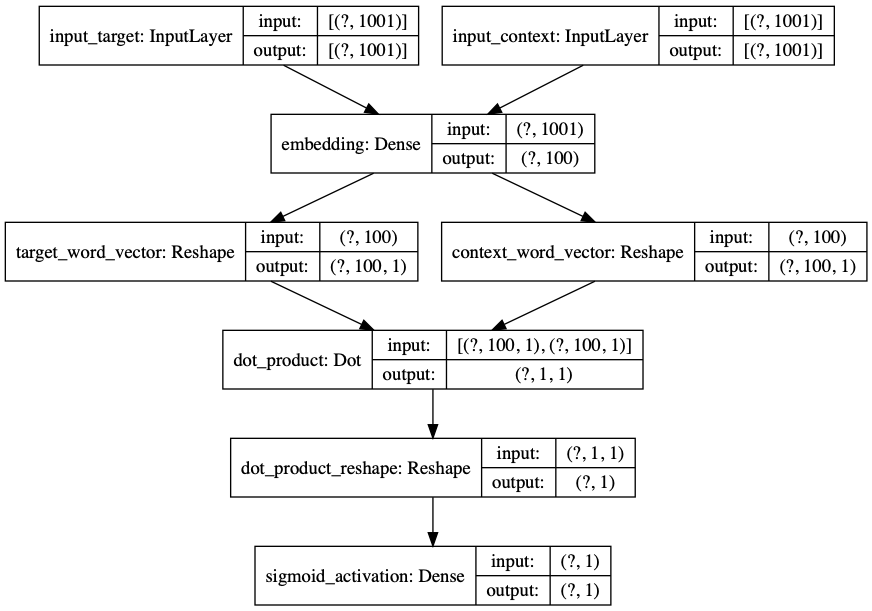 input_target: InputLayer
input: [(?, 1001)]
output: [(?, 1001)]
input_context: InputLayer
input: [(?, 1001)]
output: [(?, 1001)]
embedding: Dense
input: (?, 1001)
output: (?, 100)
target_word_vector: Reshape
input: (?, 100)
output: (?, 100, 1)
context_word_vector: Reshape
input: (?, 100)
output: (?, 100, 1)
dot_product: Dot
input: [(?, 100, 1), (?, 100, 1)]
output: (?, 1, 1)
dot_product_reshape: Reshape
input: (?, 1, 1)
output: (?, 1)
sigmoid_activation: Dense
input: (?, 1)
output: (?, 1)